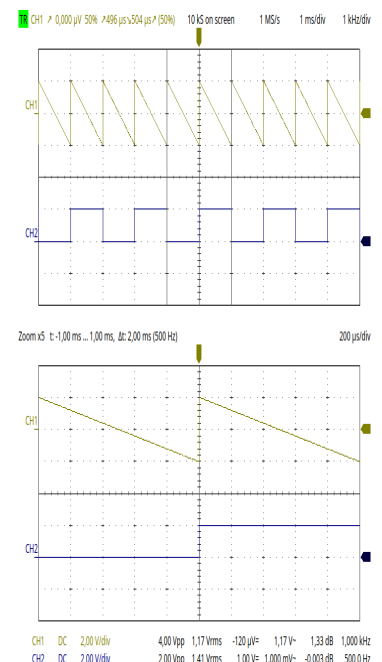 TR CH1 ↗ 0,000 µV 50% ↗496 µs↘504 µs↗ (50%) 10 kS on screen 1 MS/s 1 ms/div 1 kHz/div
CH1
CH2
Zoom x5 t: -1,00 ms ... 1,00 ms, Δt: 2,00 ms (500 Hz) 200 µs/div
CH1
CH2
CH1 DC 2,00 V/div 4,00 Vpp 1,17 Vrms -120 µV= 1,17 V~ 1,33 dB 1,000 kHz
CH2 DC 2,00 V/div 2,00 Vpp 1,41 Vrms 1,00 V= 1,000 mV~ -0,003 dB 500,0 Hz